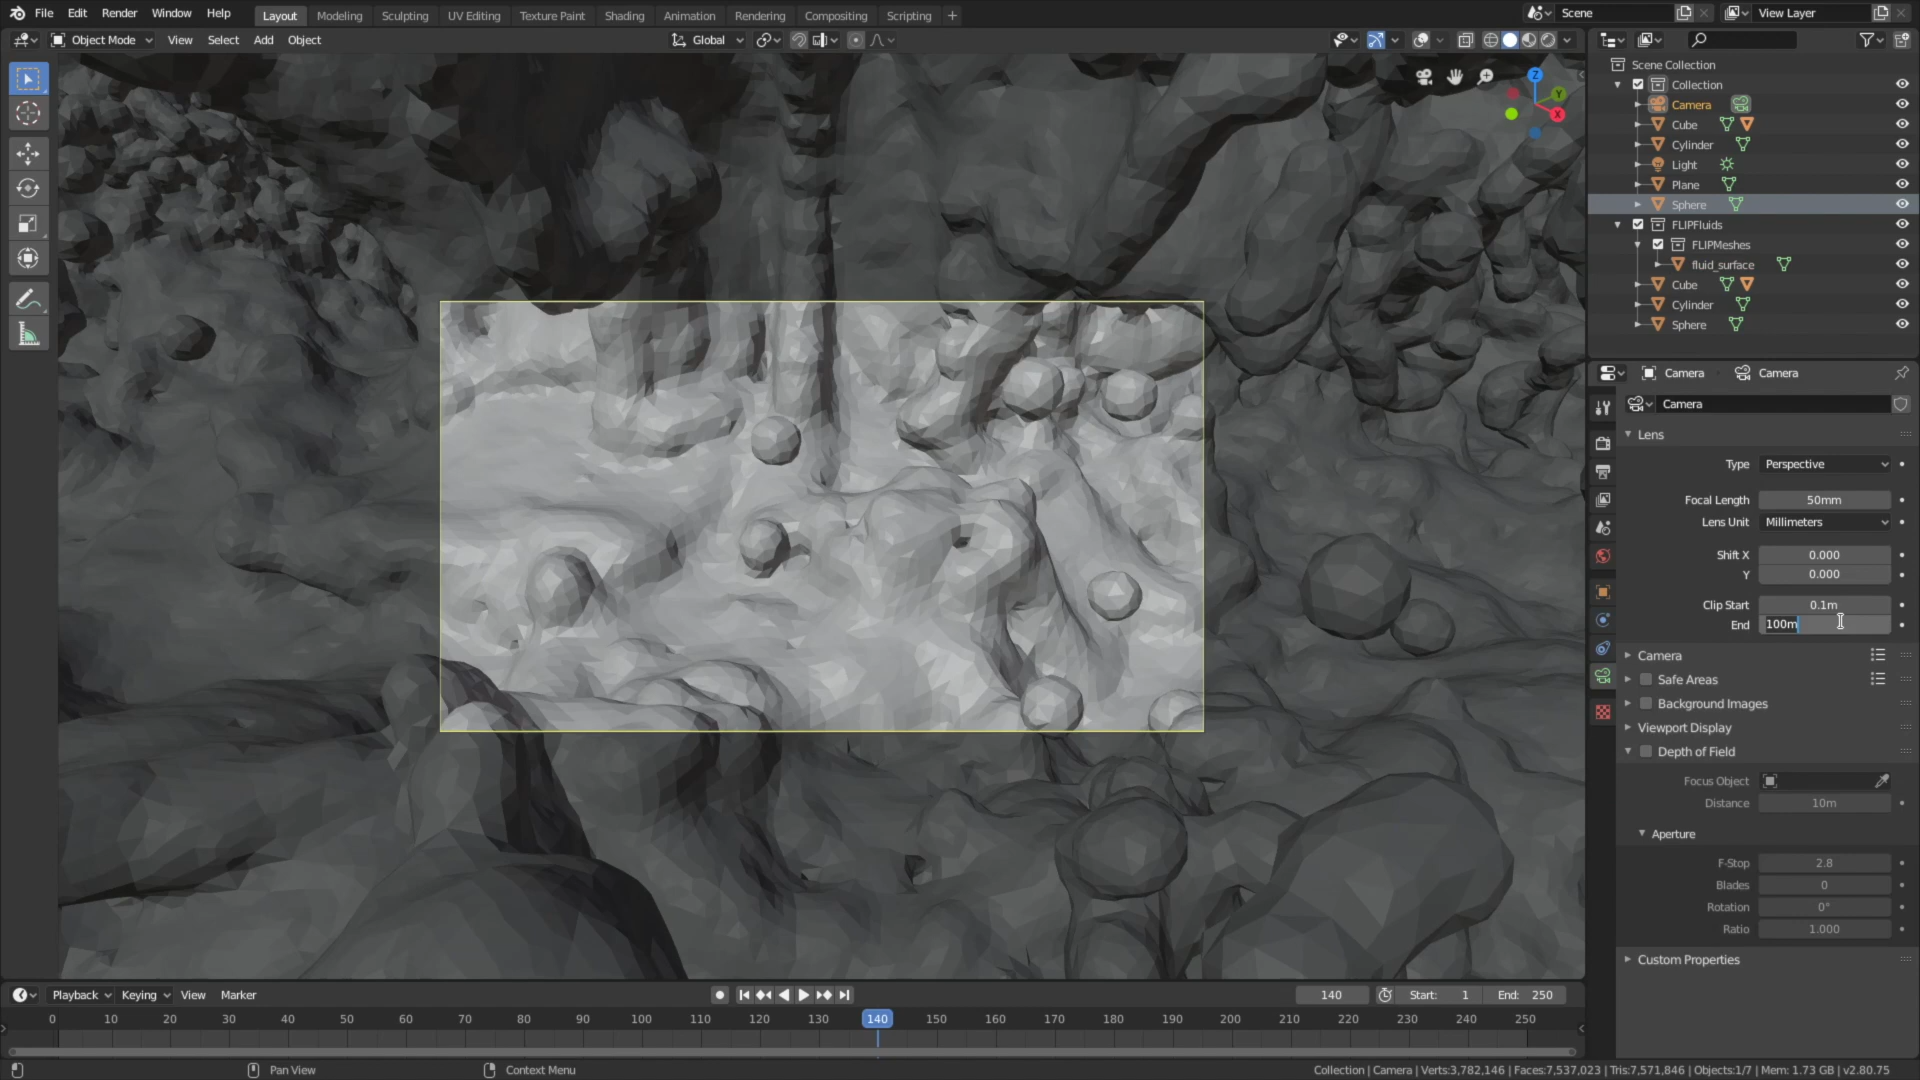 File Edit Render Window Help Layout Modeling Sculpting UV Editing Texture Paint Shading Animation Rendering Compositing Scripting + Scene View Layer
Object Mode View Select Add Object Global
Z
Y
X
Scene Collection
Collection
Camera
Cube
Cylinder
Light
Plane
Sphere
FLIPFluids
FLIPMeshes
fluid_surface
Cube
Cylinder
Sphere
Camera Camera
Camera
Lens
Type Perspective
Focal Length 50mm
Lens Unit Millimeters
Shift X 0.000
Y 0.000
Clip Start 0.1m
End 100m
Camera
Safe Areas
Background Images
Viewport Display
Depth of Field
Focus Object
Distance 10m
Aperture
F-Stop 2.8
Blades 0
Rotation 0°
Ratio 1.000
Custom Properties
Playback Keying View Marker 140 Start: 1 End: 250
0 10 20 30 40 50 60 70 80 90 100 110 120 130 140 150 160 170 180 190 200 210 220 230 240 250
Pan View Context Menu Collection | Camera | Verts:3,782,146 | Faces:7,537,023 | Tris:7,571,846 | Objects:1/7 | Mem: 1.73 GB | v2.80.75